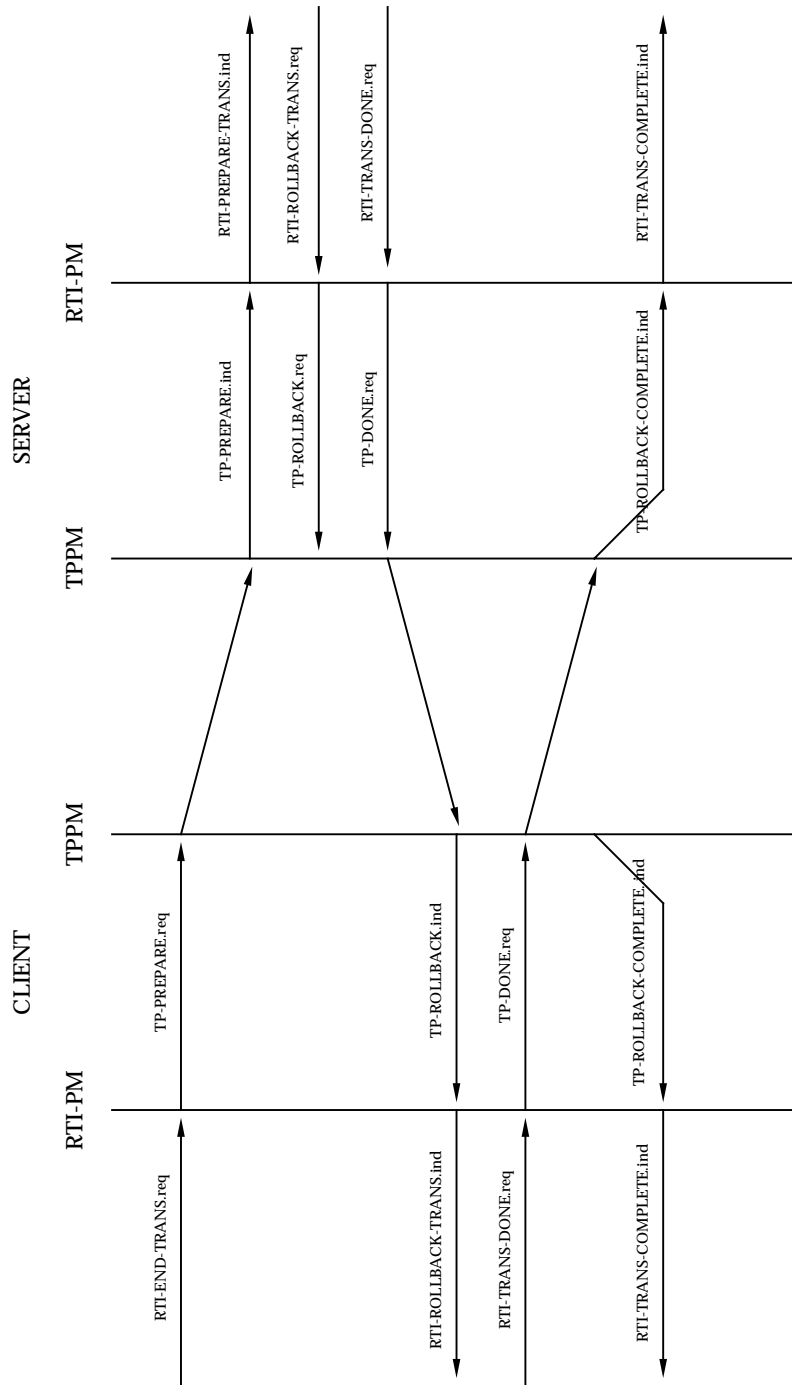 CLIENT
SERVER
RTI-PM
TPPM
TPPM
RTI-PM
RTI-END-TRANS.req
TP-PREPARE.req
TP-PREPARE.ind
RTI-PREPARE-TRANS.ind
TP-ROLLBACK.req
RTI-ROLLBACK-TRANS.req
TP-DONE.req
RTI-TRANS-DONE.req
RTI-ROLLBACK-TRANS.ind
TP-ROLLBACK.ind
RTI-TRANS-DONE.req
TP-DONE.req
RTI-TRANS-COMPLETE.ind
TP-ROLLBACK-COMPLETE.ind
TP-ROLLBACK-COMPLETE.ind
RTI-TRANS-COMPLETE.ind